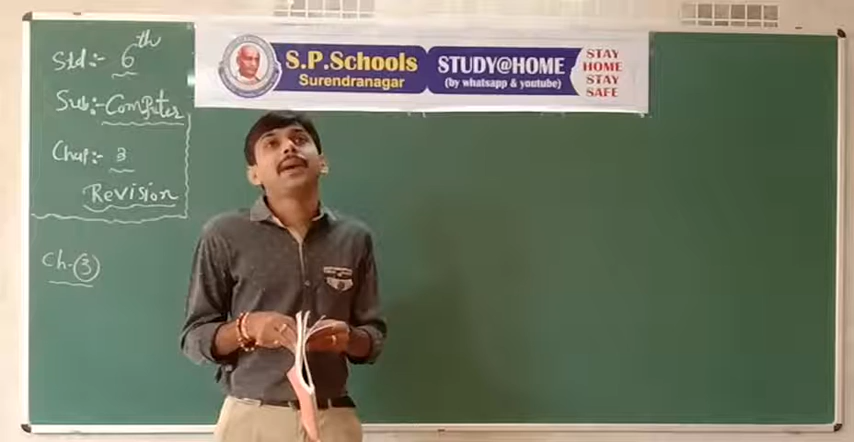 Std:- 6th
Sub:- Computer
Chap:- 3
Revision
Ch-3
S.P.Schools
Surendranagar
STUDY@HOME
(by whatsapp & youtube)
STAY
HOME
STAY
SAFE